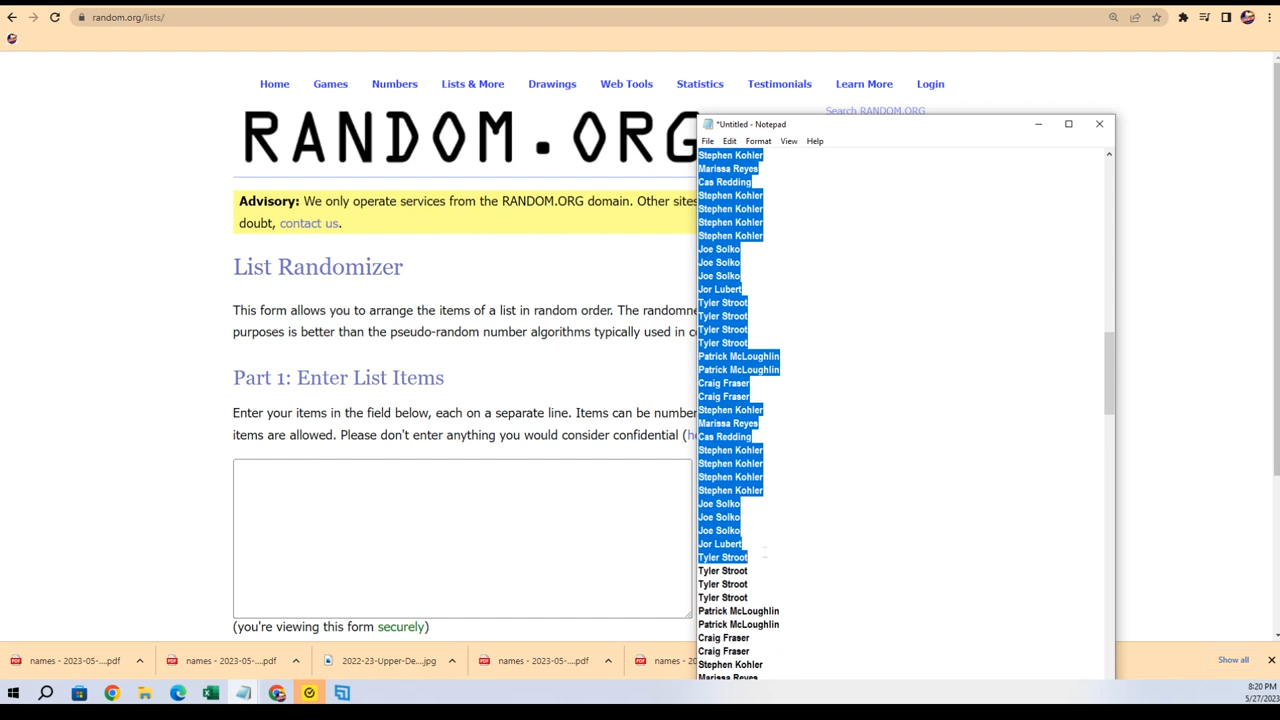 random.org/lists/
Home Games Numbers Lists & More Drawings Web Tools Statistics Testimonials Learn More Login
Search RANDOM.ORG
RANDOM.ORG
Advisory: We only operate services from the RANDOM.ORG domain. Other sites
doubt, contact us.
List Randomizer
This form allows you to arrange the items of a list in random order. The randomne
purposes is better than the pseudo-random number algorithms typically used in co
Part 1: Enter List Items
Enter your items in the field below, each on a separate line. Items can be number
items are allowed. Please don't enter anything you would consider confidential (he
(you're viewing this form securely)
*Untitled - Notepad
File Edit Format View Help
Stephen Kohler
Marissa Reyes
Cas Redding
Stephen Kohler
Stephen Kohler
Stephen Kohler
Stephen Kohler
Joe Solko
Joe Solko
Joe Solko
Jor Lubert
Tyler Stroot
Tyler Stroot
Tyler Stroot
Tyler Stroot
Patrick McLoughlin
Patrick McLoughlin
Craig Fraser
Craig Fraser
Stephen Kohler
Marissa Reyes
Cas Redding
Stephen Kohler
Stephen Kohler
Stephen Kohler
Stephen Kohler
Joe Solko
Joe Solko
Joe Solko
Jor Lubert
Tyler Stroot
Tyler Stroot
Tyler Stroot
Tyler Stroot
Patrick McLoughlin
Patrick McLoughlin
Craig Fraser
Craig Fraser
Stephen Kohler
Marissa Reyes
names - 2023-05-....pdf names - 2023-05-....pdf 2022-23-Upper-De....jpg names - 2023-05-....pdf names - 20 Show all
8:20 PM
5/27/2023